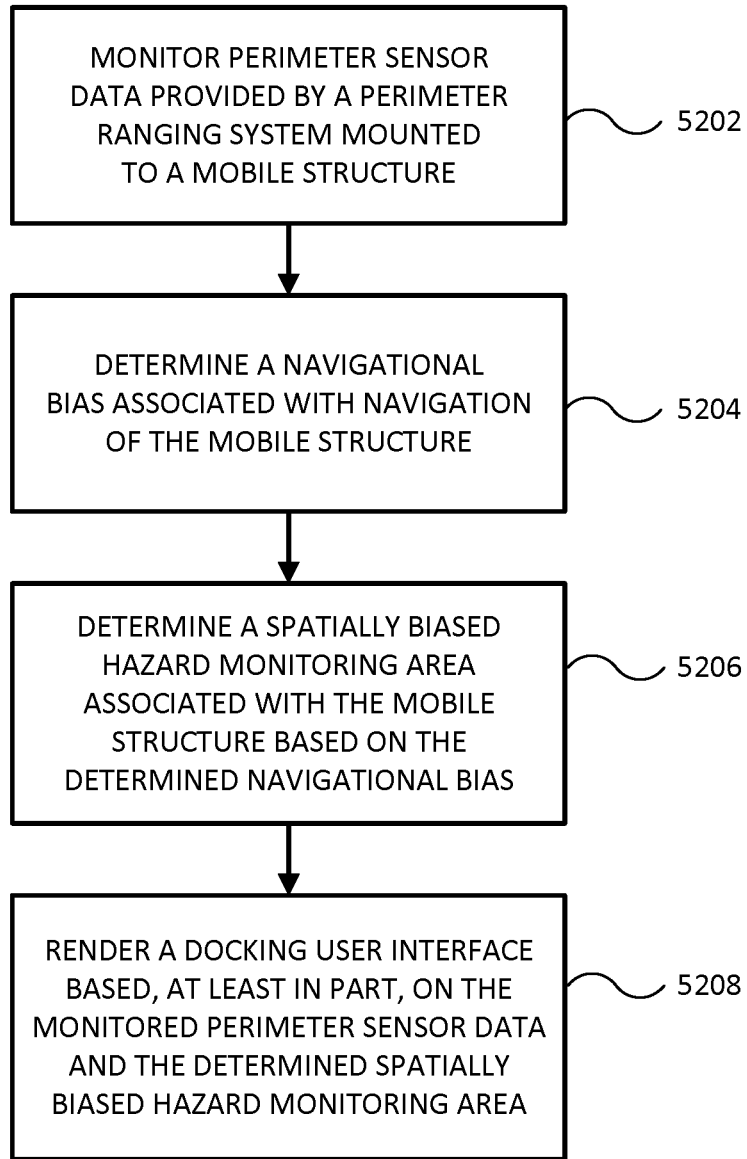 MONITOR PERIMETER SENSOR
DATA PROVIDED BY A PERIMETER
RANGING SYSTEM MOUNTED
TO A MOBILE STRUCTURE
5202
DETERMINE A NAVIGATIONAL
BIAS ASSOCIATED WITH NAVIGATION
OF THE MOBILE STRUCTURE
5204
DETERMINE A SPATIALLY BIASED
HAZARD MONITORING AREA
ASSOCIATED WITH THE MOBILE
STRUCTURE BASED ON THE
DETERMINED NAVIGATIONAL BIAS
5206
RENDER A DOCKING USER INTERFACE
BASED, AT LEAST IN PART, ON THE
MONITORED PERIMETER SENSOR DATA
AND THE DETERMINED SPATIALLY
BIASED HAZARD MONITORING AREA
5208